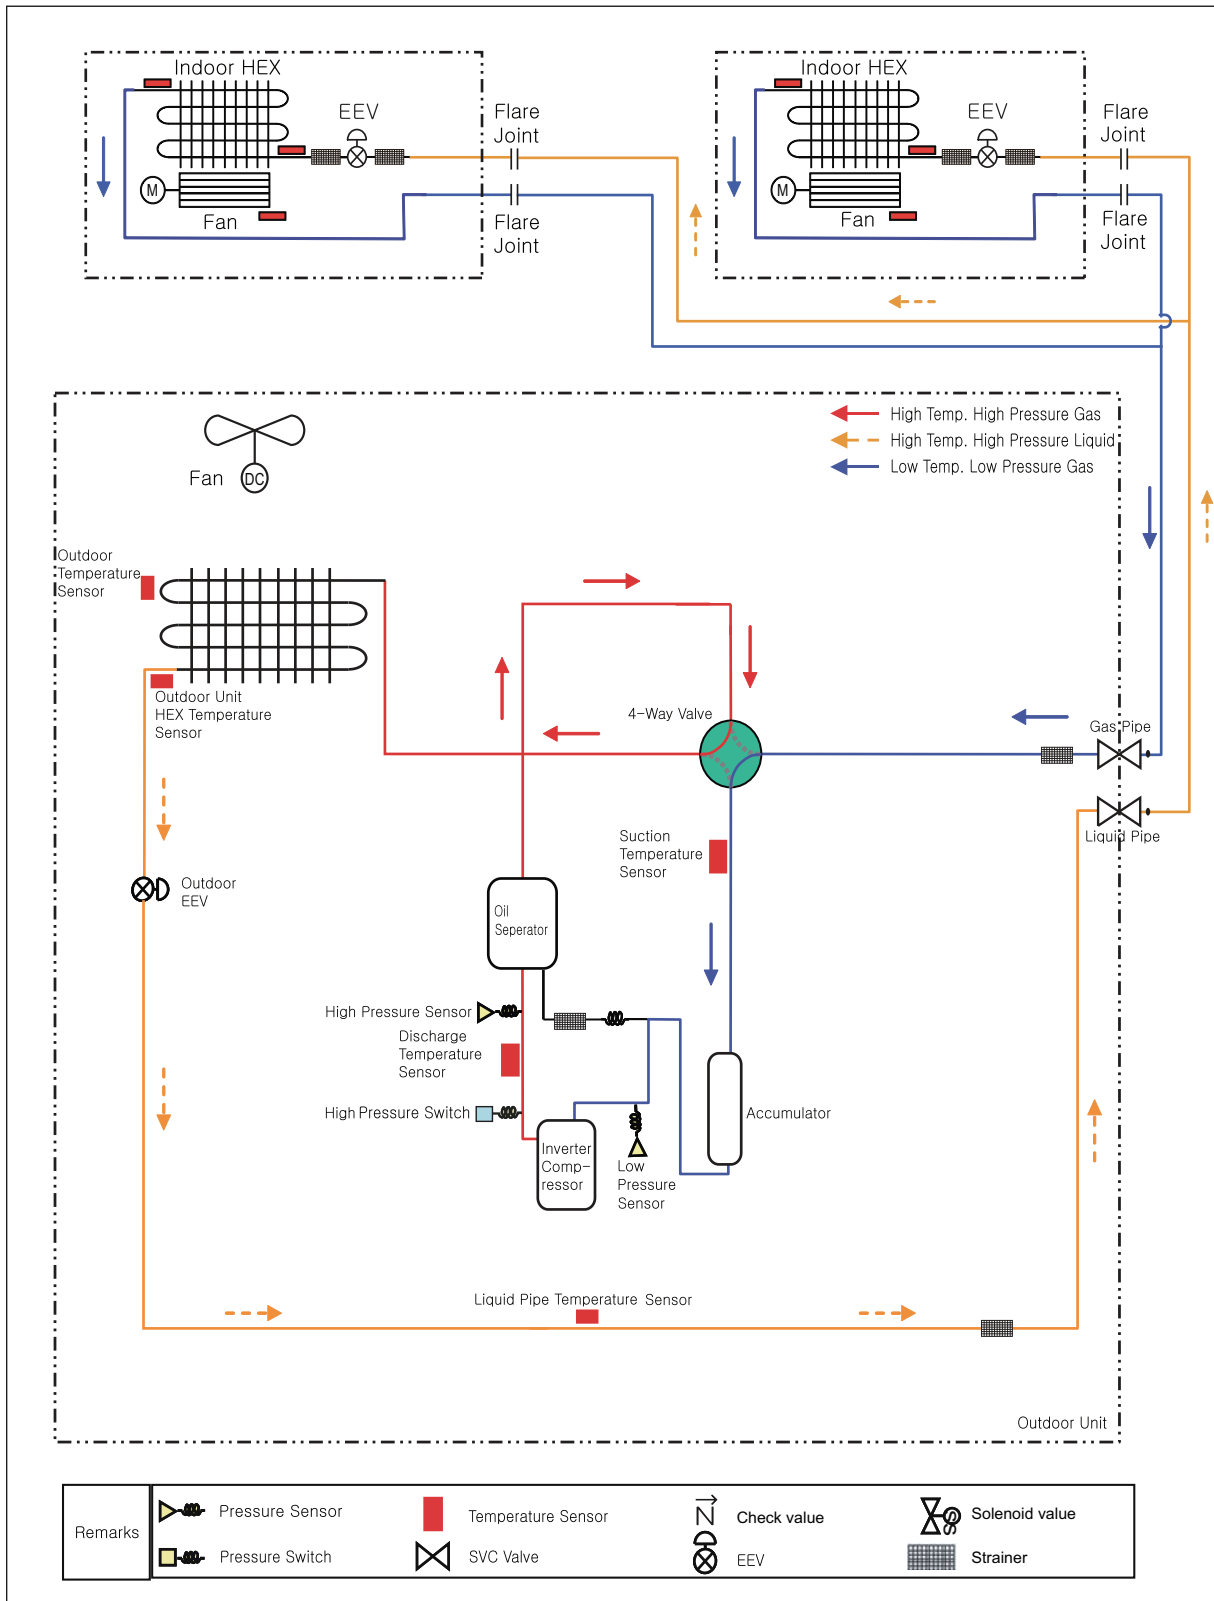 Indoor HEX
EEV
Flare
Joint
M
Fan
Flare
Joint
Indoor HEX
EEV
Flare
Joint
M
Fan
Flare
Joint
High Temp. High Pressure Gas
High Temp. High Pressure Liquid
Low Temp. Low Pressure Gas
Fan
DC
Outdoor
Temperature
Sensor
Outdoor Unit
HEX Temperature
Sensor
4-Way Valve
Gas Pipe
Liquid Pipe
Suction
Temperature
Sensor
Outdoor
EEV
Oil
Seperator
High Pressure Sensor
Discharge
Temperature
Sensor
High Pressure Switch
Inverter
Comp-
ressor
Low
Pressure
Sensor
Accumulator
Liquid Pipe Temperature Sensor
Outdoor Unit
Remarks
Pressure Sensor
Temperature Sensor
Check value
Solenoid value
Pressure Switch
SVC Valve
EEV
Strainer